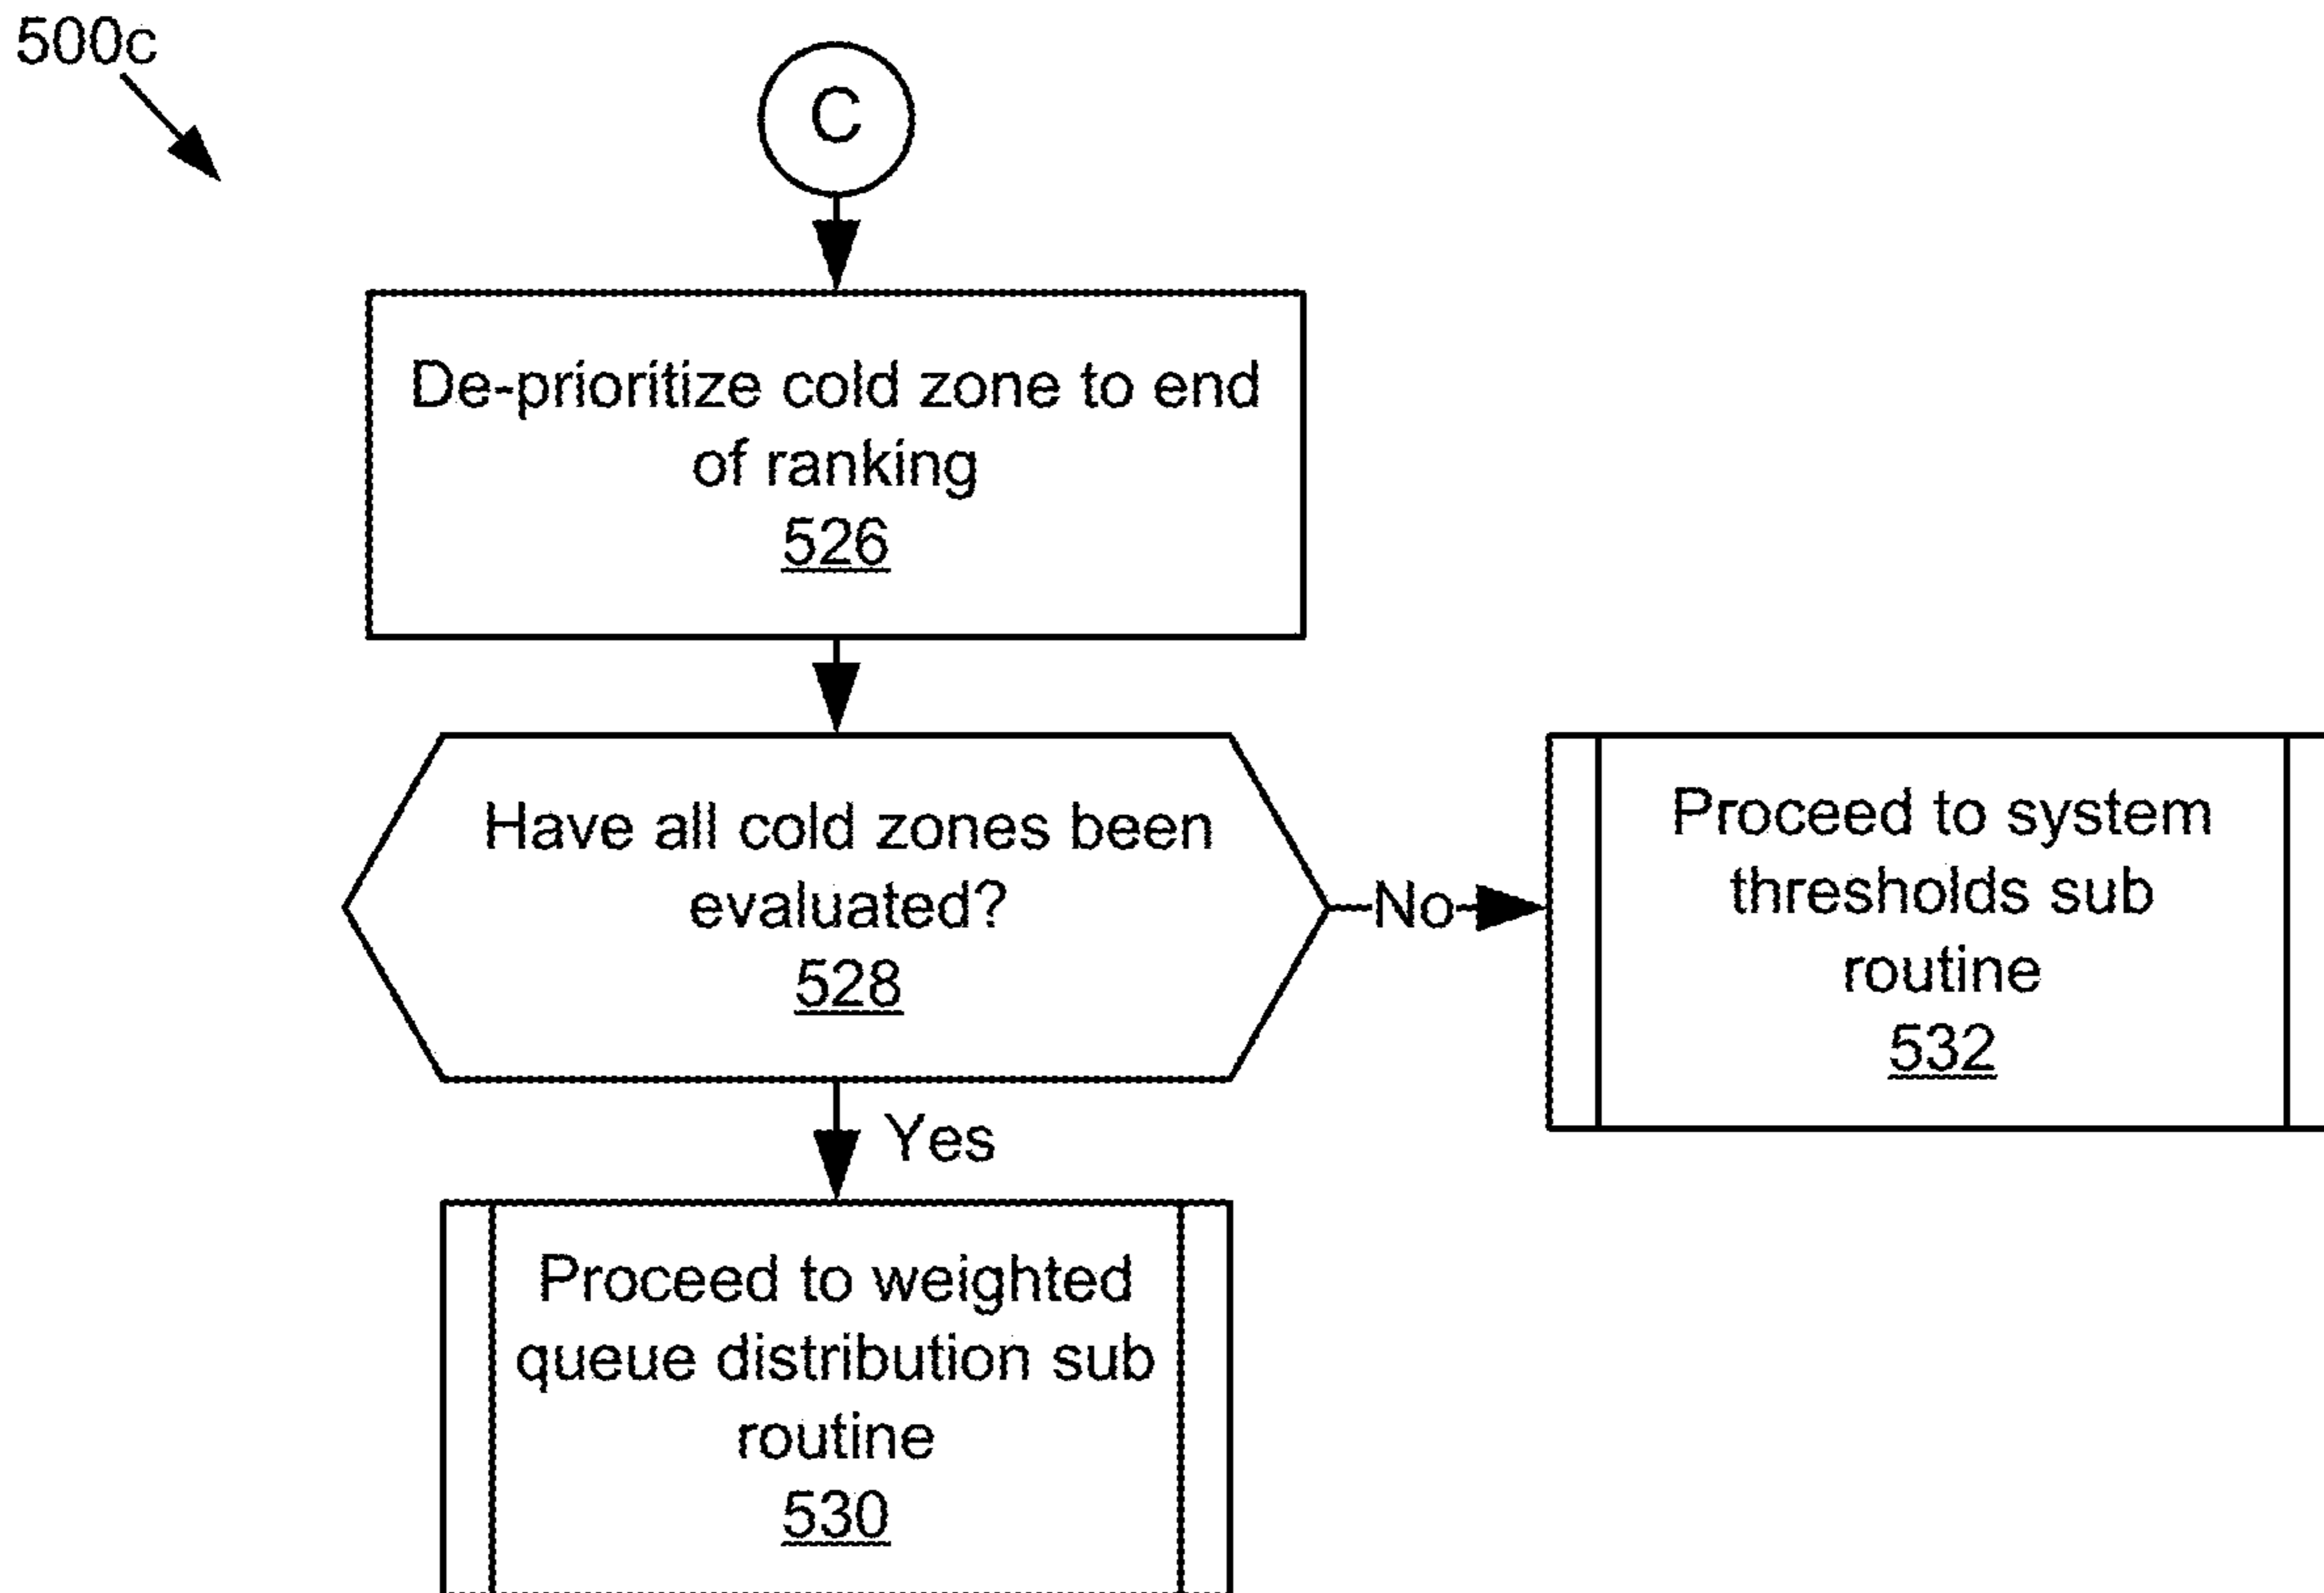 500c
C
De-prioritize cold zone to end
of ranking
526
Have all cold zones been
evaluated?
528
No
Proceed to system
thresholds sub
routine
532
Yes
Proceed to weighted
queue distribution sub
routine
530